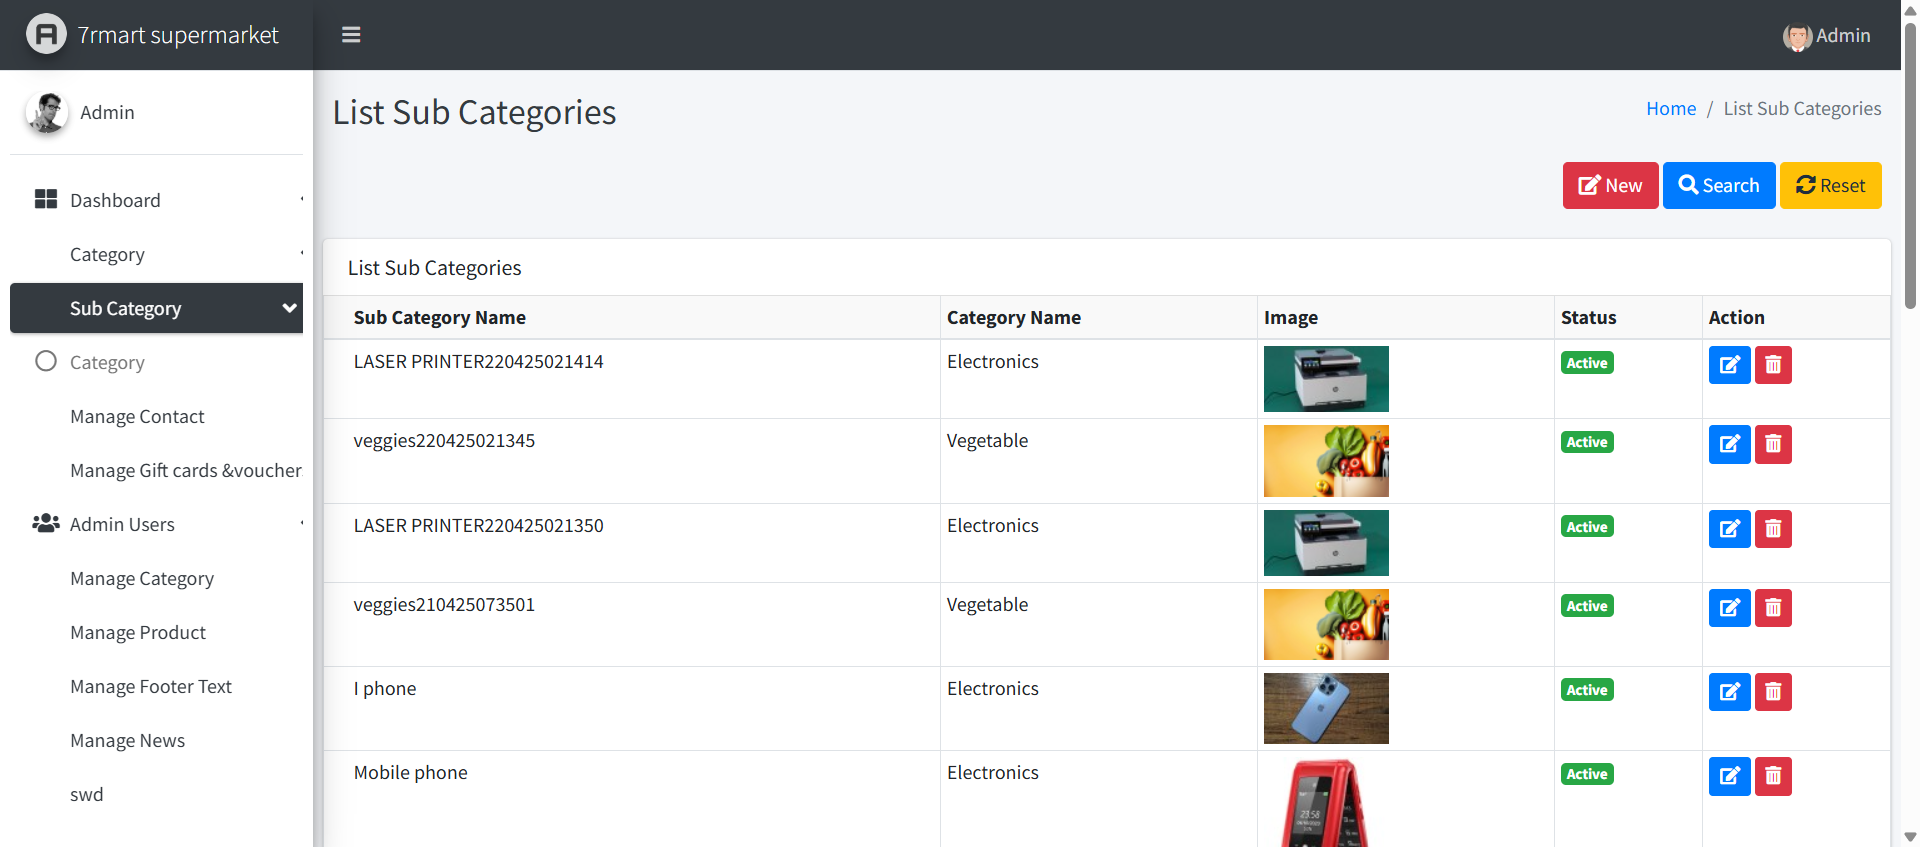 7rmart supermarket
Admin
Admin
List Sub Categories
Home / List Sub Categories
Dashboard
Category
Sub Category
Category
Manage Contact
Manage Gift cards &voucher
Admin Users
Manage Category
Manage Product
Manage Footer Text
Manage News
swd
New
Search
Reset
List Sub Categories
Sub Category Name Category Name Image Status Action
LASER PRINTER220425021414 Electronics Active
veggies220425021345 Vegetable Active
LASER PRINTER220425021350 Electronics Active
veggies210425073501 Vegetable Active
I phone Electronics Active
Mobile phone Electronics Active
23:58